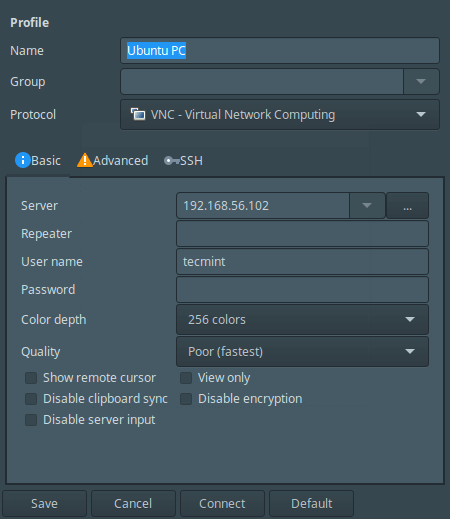 Profile
Name Ubuntu PC
Group
Protocol VNC - Virtual Network Computing
Basic Advanced SSH
Server 192.168.56.102 ...
Repeater
User name tecmint
Password
Color depth 256 colors
Quality Poor (fastest)
Show remote cursor View only
Disable clipboard sync Disable encryption
Disable server input
Save Cancel Connect Default